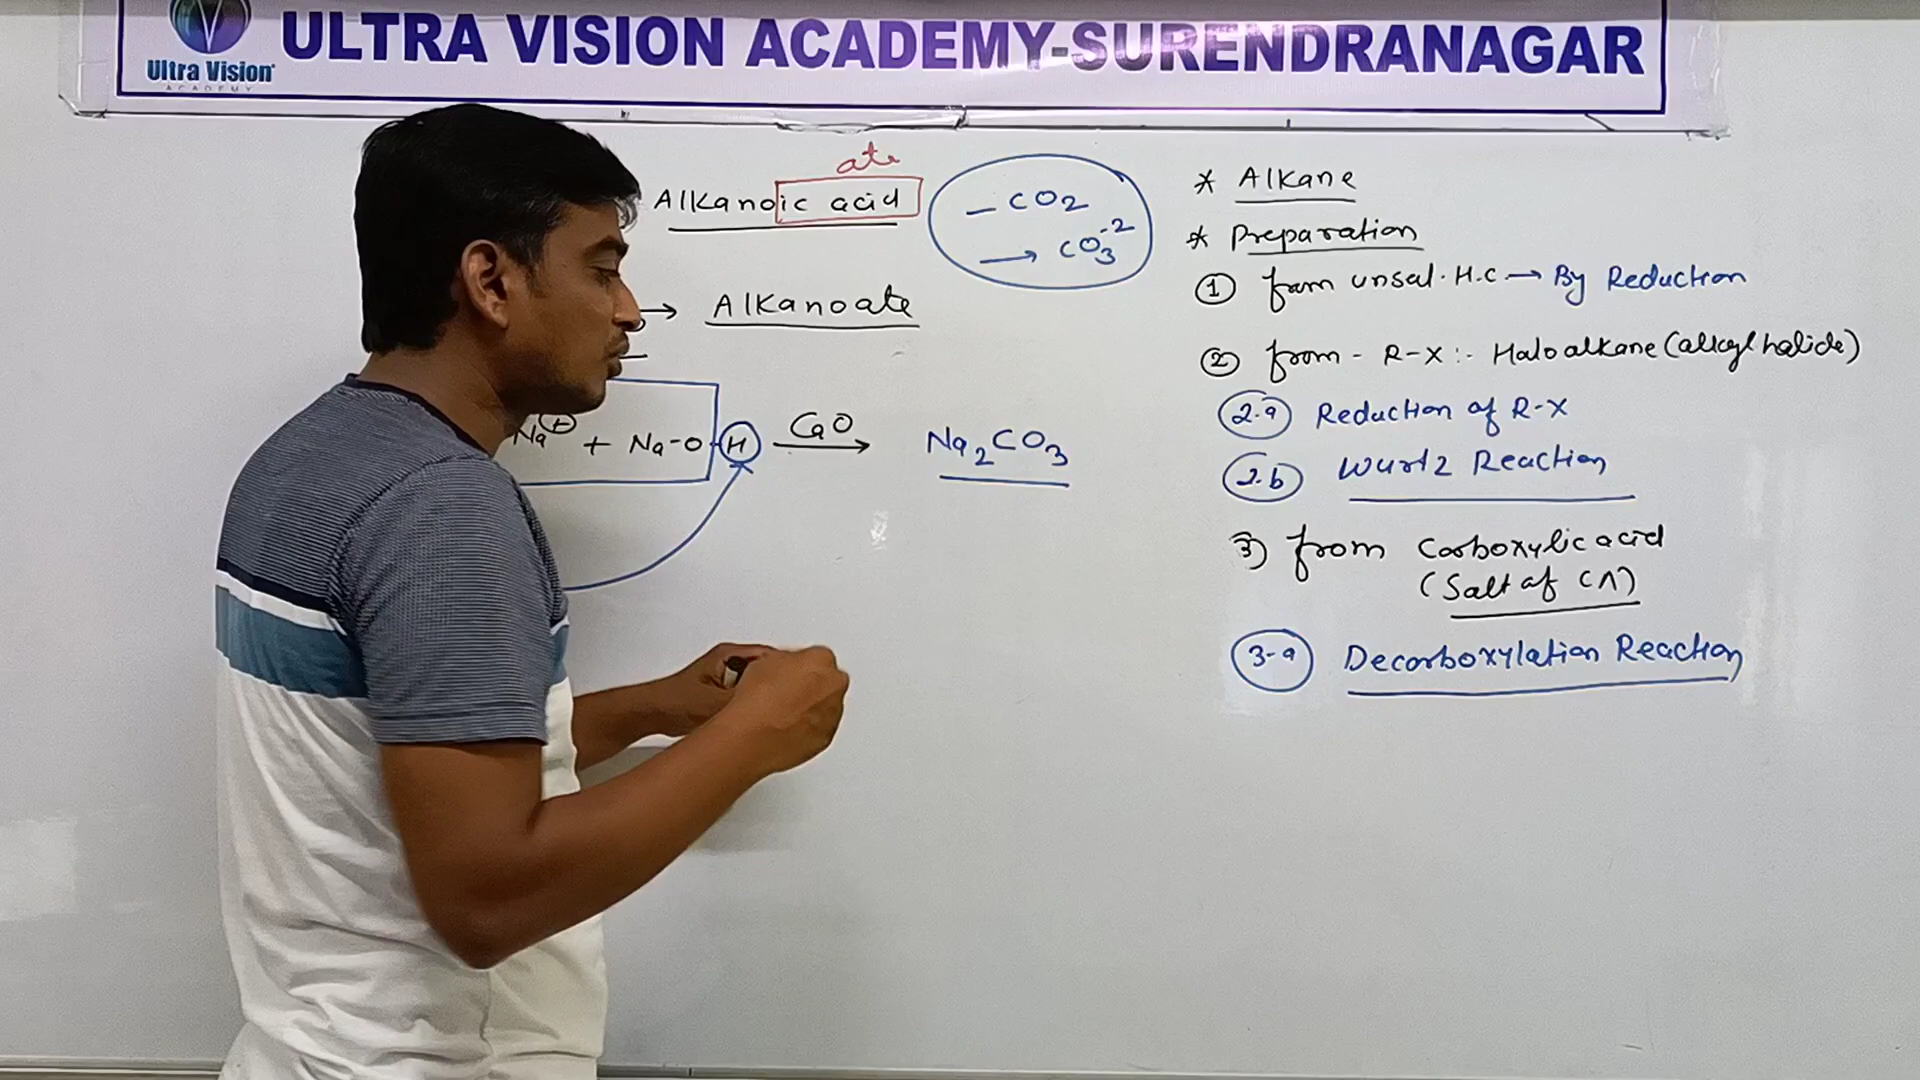 ULTRA VISION ACADEMY-SURENDRANAGAR
Ultra Vision
ACADEMY
ate
Alkanoic acid
- CO2
→ CO3^-2
→ Alkanoate
Na⊕ + Na-O-H CaO → Na2CO3
* Alkane
* Preparation
① from unsat. H.C → By Reduction
② from - R-X :- Haloalkane (alkyl halide)
2.a Reduction of R-X
2.b Wurtz Reaction
3) from Carboxylic acid
(Salt of CA)
3-a Decarboxylation Reaction